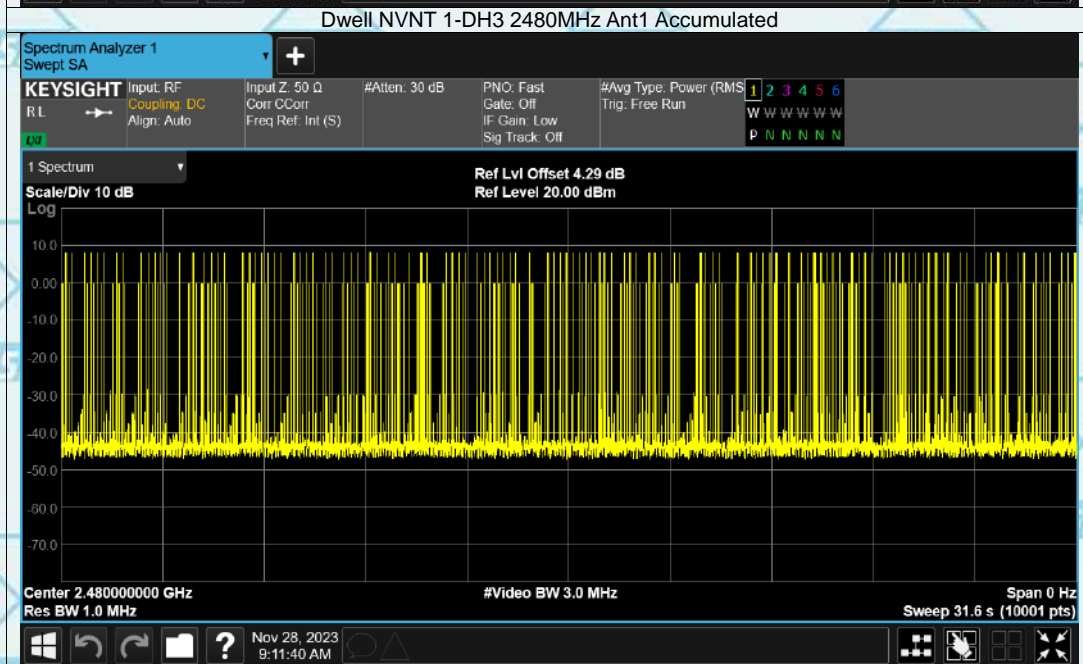 Dwell NVNT 1-DH3 2480MHz Ant1 Accumulated
Spectrum Analyzer 1
Swept SA
+
KEYSIGHT Input: RF Input Z: 50 Ω #Atten: 30 dB PNO: Fast #Avg Type: Power (RMS 1 2 3 4 5 6
RL Coupling: DC Corr CCorr Gate: Off Trig: Free Run W W W W W W
Align: Auto Freq Ref: Int (S) IF Gain: Low
LXI Sig Track: Off P N N N N N
1 Spectrum
Ref Lvl Offset 4.29 dB
Scale/Div 10 dB Ref Level 20.00 dBm
Log
10.0
0.00
-10.0
-20.0
-30.0
-40.0
-50.0
-60.0
-70.0
Center 2.480000000 GHz #Video BW 3.0 MHz Span 0 Hz
Res BW 1.0 MHz Sweep 31.6 s (10001 pts)
? Nov 28, 2023
9:11:40 AM